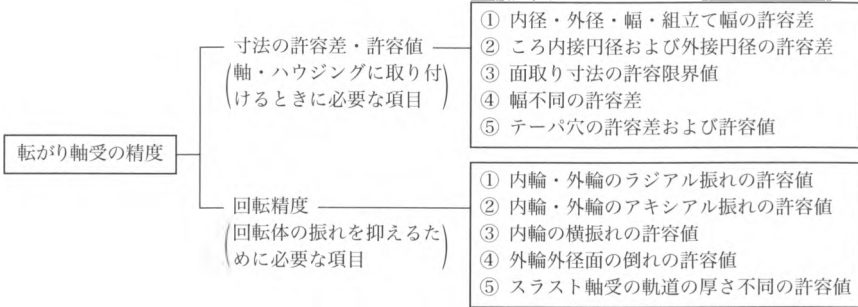 転がり軸受の精度
寸法の許容差・許容値
(軸・ハウジングに取り付
けるときに必要な項目)
① 内径・外径・幅・組立て幅の許容差
② ころ内接円径および外接円径の許容差
③ 面取り寸法の許容限界値
④ 幅不同の許容差
⑤ テーパ穴の許容差および許容値
回転精度
(回転体の振れを抑えるた
めに必要な項目)
① 内輪・外輪のラジアル振れの許容値
② 内輪・外輪のアキシアル振れの許容値
③ 内輪の横振れの許容値
④ 外輪外径面の倒れの許容値
⑤ スラスト軸受の軌道の厚さ不同の許容値